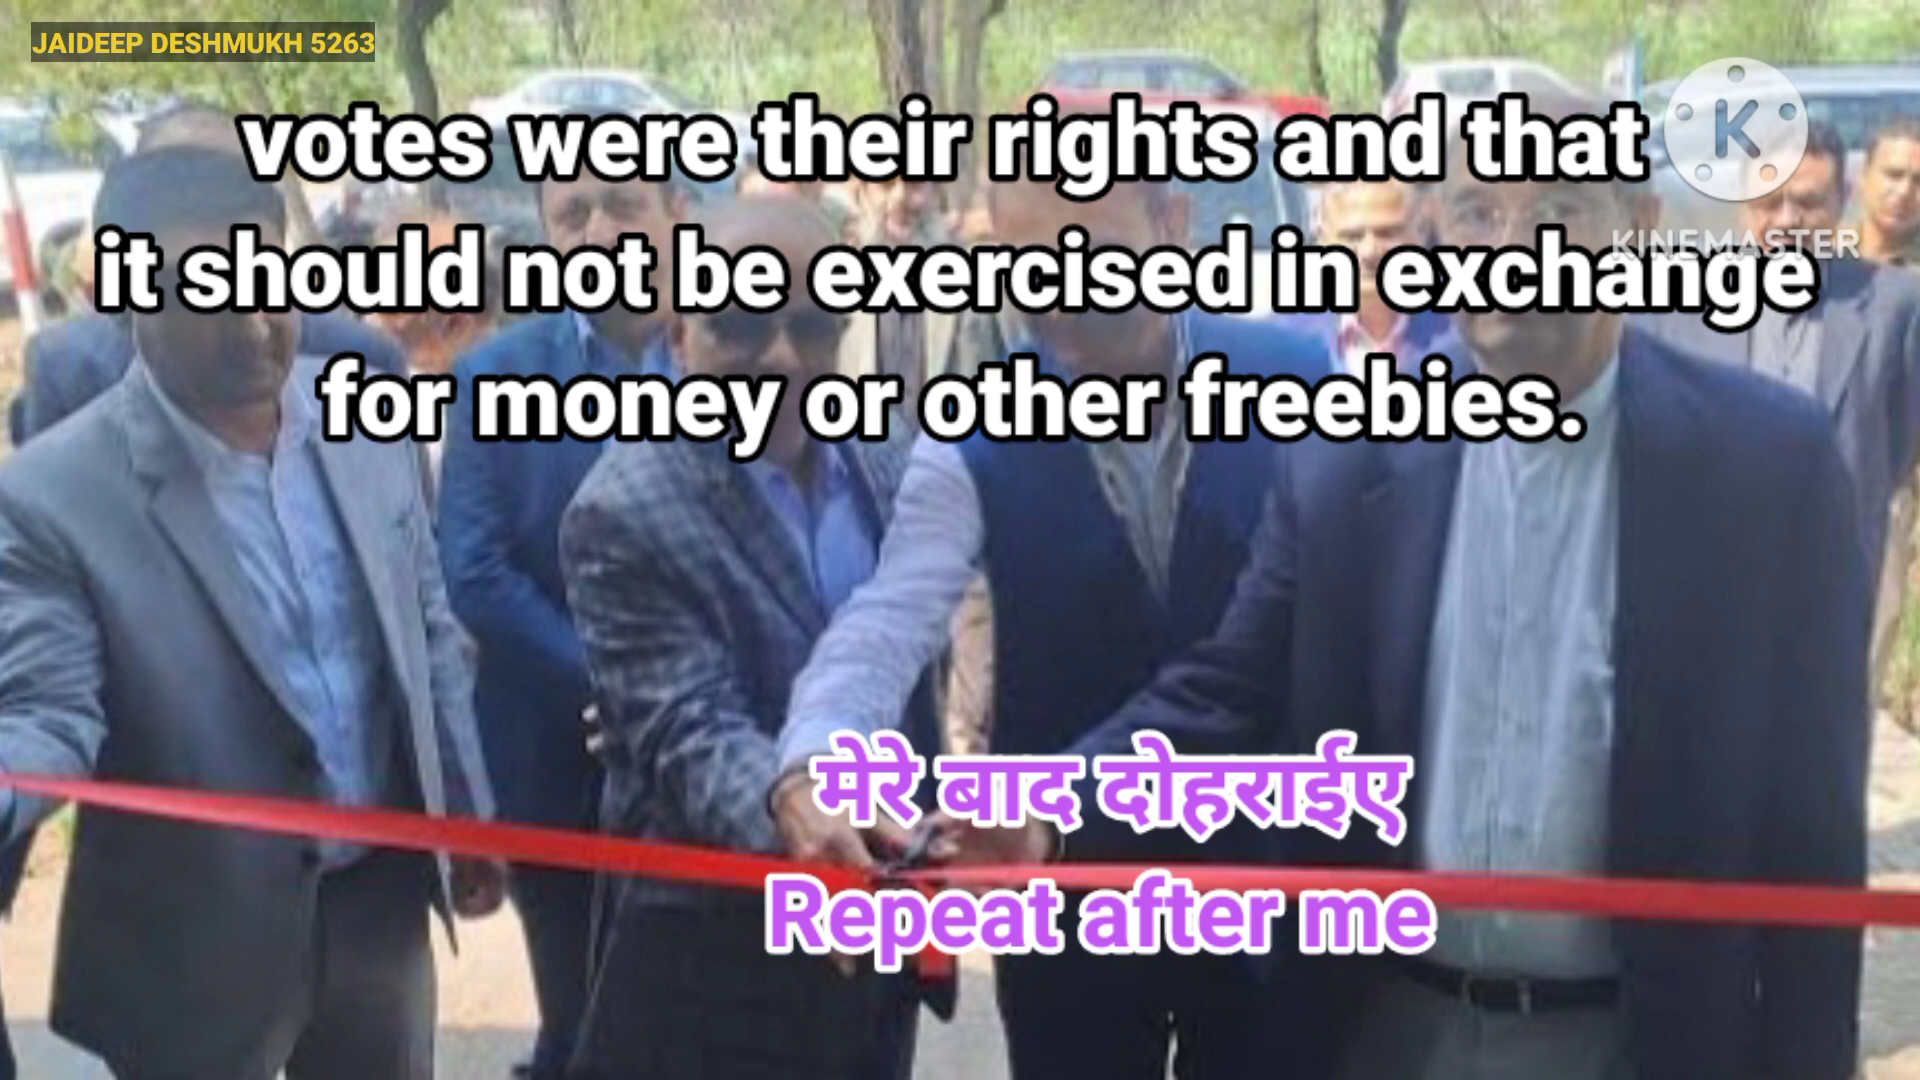 JAIDEEP DESHMUKH 5263
K
KINEMASTER
votes were their rights and that
it should not be exercised in exchange
for money or other freebies.
मेरे बाद दोहराईए
Repeat after me